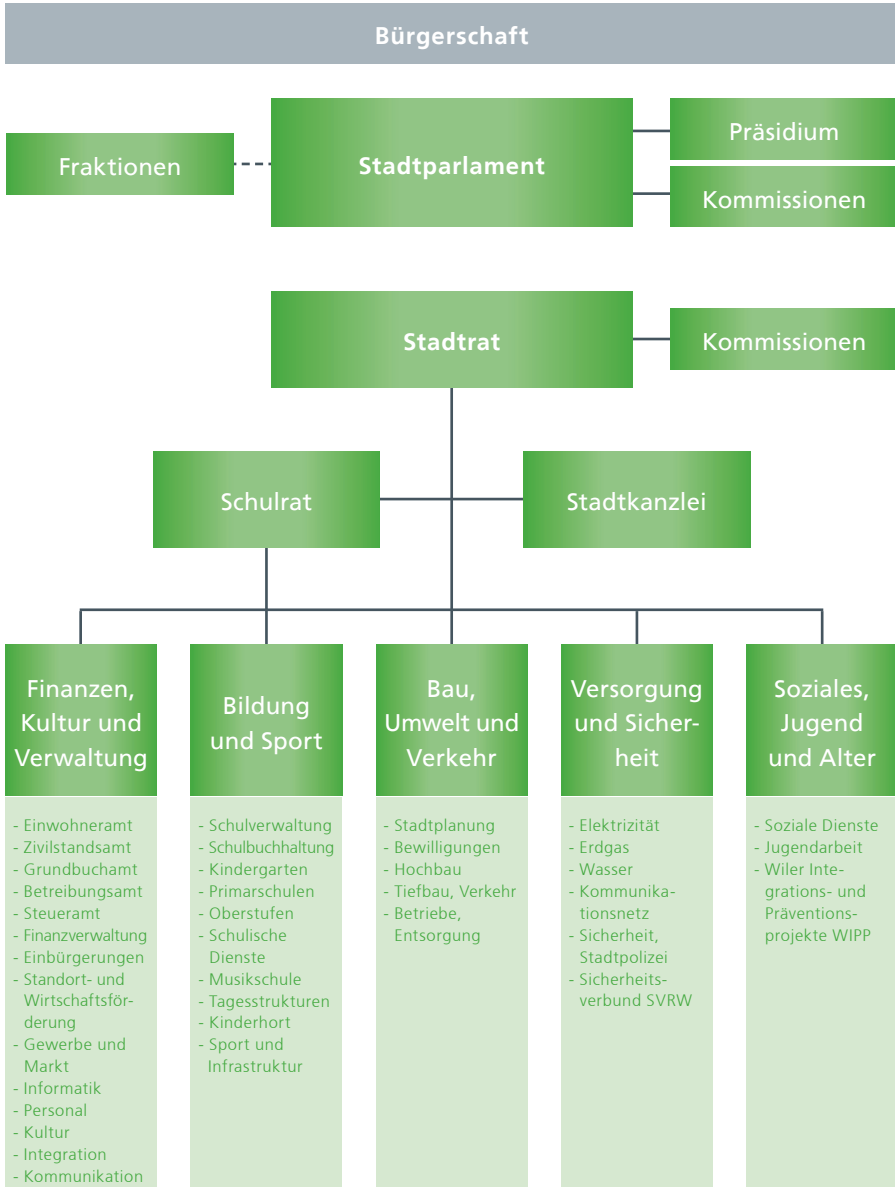 Bürgerschaft
Fraktionen
Stadtparlament
Präsidium
Kommissionen
Stadtrat
Kommissionen
Schulrat
Stadtkanzlei
Finanzen,
Kultur und
Verwaltung
- Einwohneramt
- Zivilstandsamt
- Grundbuchamt
- Betreibungsamt
- Steueramt
- Finanzverwaltung
- Einbürgerungen
- Standort- und
Wirtschaftsför-
derung
- Gewerbe und
Markt
- Informatik
- Personal
- Kultur
- Integration
- Kommunikation
Bildung
und Sport
- Schulverwaltung
- Schulbuchhaltung
- Kindergarten
- Primarschulen
- Oberstufen
- Schulische
Dienste
- Musikschule
- Tagesstrukturen
- Kinderhort
- Sport und
Infrastruktur
Bau,
Umwelt und
Verkehr
- Stadtplanung
- Bewilligungen
- Hochbau
- Tiefbau, Verkehr
- Betriebe,
Entsorgung
Versorgung
und Sicher-
heit
- Elektrizität
- Erdgas
- Wasser
- Kommunika-
tionsnetz
- Sicherheit,
Stadtpolizei
- Sicherheits-
verbund SVRW
Soziales,
Jugend
und Alter
- Soziale Dienste
- Jugendarbeit
- Wiler Inte-
grations- und
Präventions-
projekte WIPP